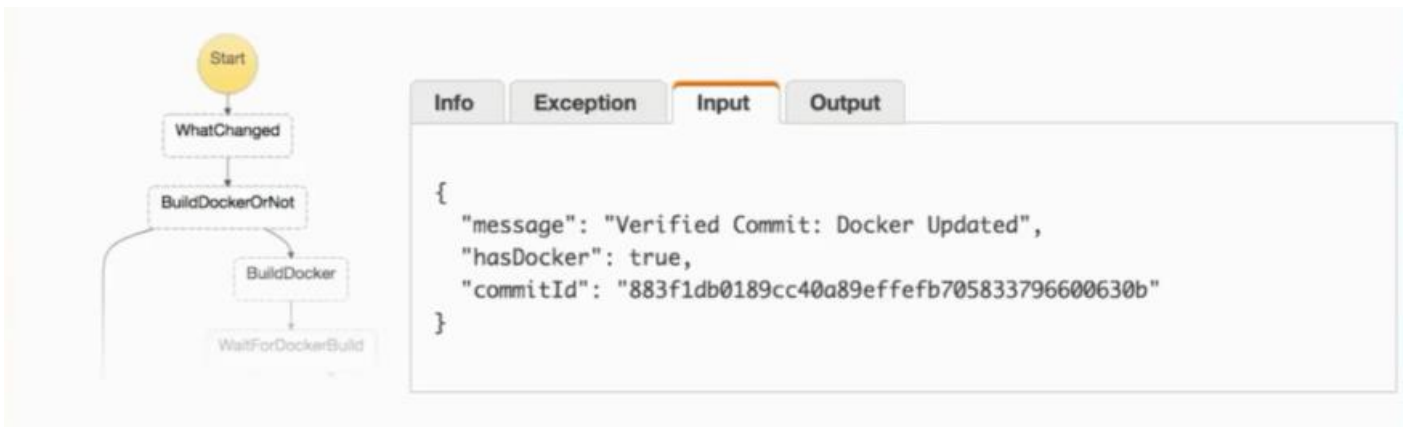 Start
WhatChanged
BuildDockerOrNot
BuildDocker
WaitForDockerBuild
Info Exception Input Output
{
"message": "Verified Commit: Docker Updated",
"hasDocker": true,
"commitId": "883f1db0189cc40a89effefb705833796600630b"
}